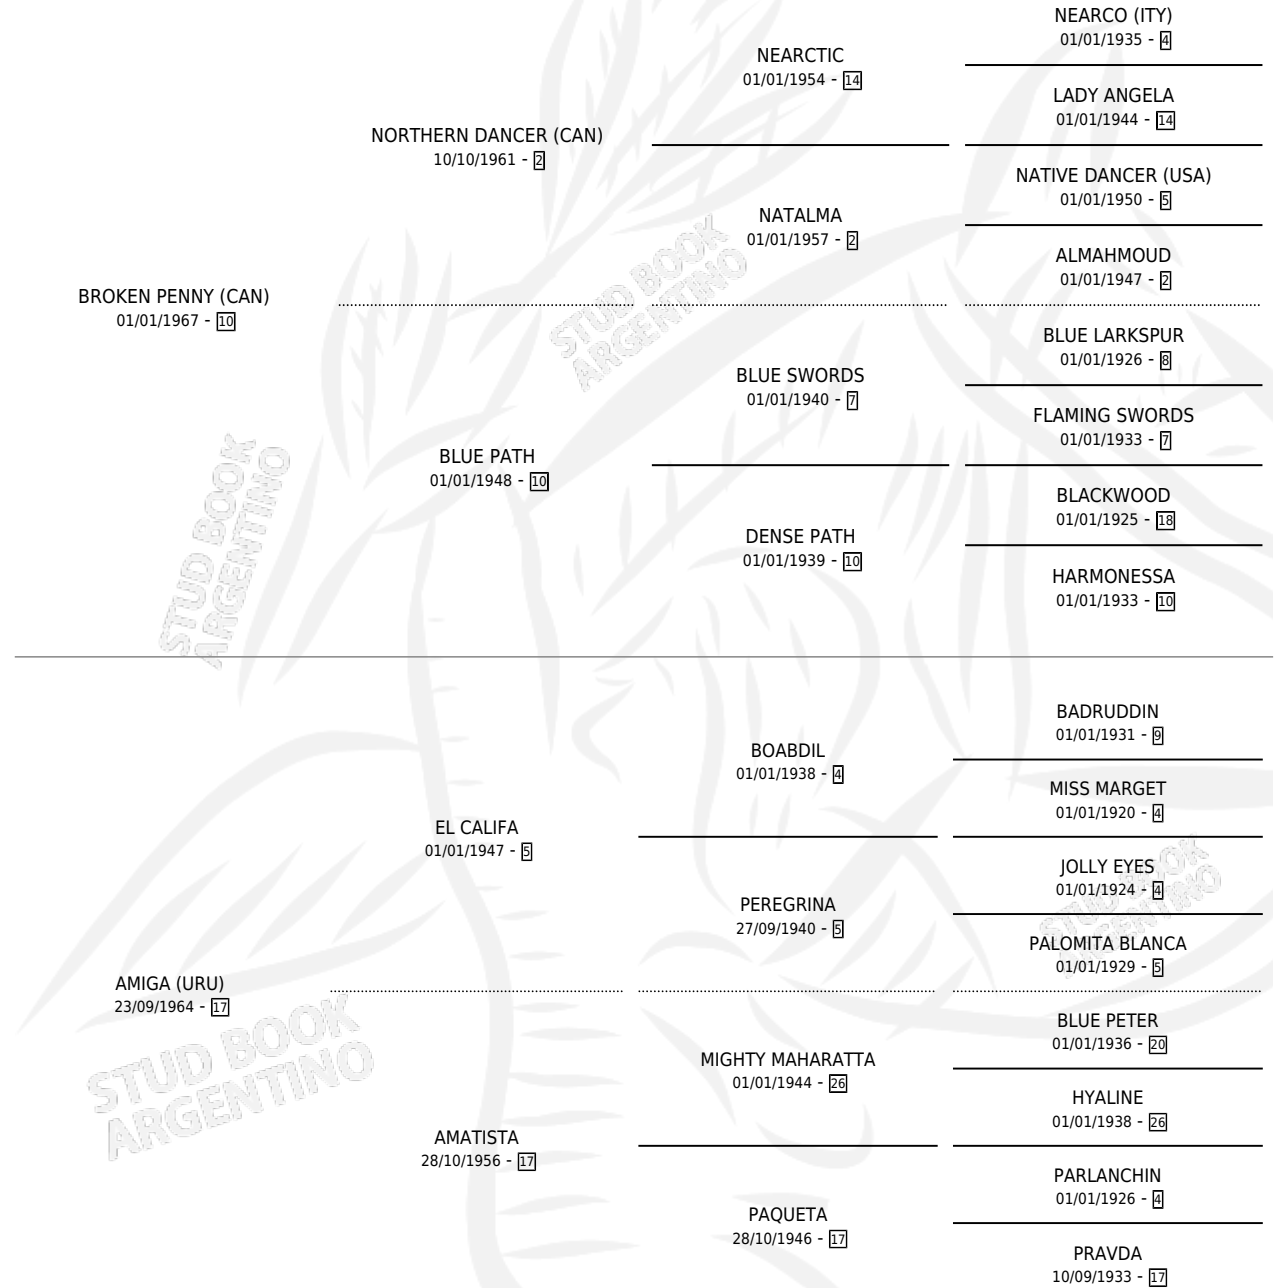 NEARCO (ITY)
01/01/1935 - 4
NEARCTIC
01/01/1954 - 14
LADY ANGELA
01/01/1944 - 14
NORTHERN DANCER (CAN)
10/10/1961 - 2
NATIVE DANCER (USA)
01/01/1950 - 5
NATALMA
01/01/1957 - 2
ALMAHMOUD
01/01/1947 - 2
BROKEN PENNY (CAN)
01/01/1967 - 10
STUD BOOK
ARGENTINO
BLUE LARKSPUR
01/01/1926 - 8
BLUE SWORDS
01/01/1940 - 7
FLAMING SWORDS
01/01/1933 - 7
BLUE PATH
01/01/1948 - 10
BLACKWOOD
01/01/1925 - 18
DENSE PATH
01/01/1939 - 10
HARMONESSA
01/01/1933 - 10
STUD BOOK
ARGENTINO
BADRUDDIN
01/01/1931 - 9
BOABDIL
01/01/1938 - 4
MISS MARGET
01/01/1920 - 4
EL CALIFA
01/01/1947 - 5
JOLLY EYES
01/01/1924 - 4
PEREGRINA
27/09/1940 - 5
PALOMITA BLANCA
01/01/1929 - 5
STUD BOOK
ARGENTINO
AMIGA (URU)
23/09/1964 - 17
BLUE PETER
01/01/1936 - 20
MIGHTY MAHARATTA
01/01/1944 - 26
HYALINE
01/01/1938 - 26
STUD BOOK
ARGENTINO
AMATISTA
28/10/1956 - 17
PARLANCHIN
01/01/1926 - 4
PAQUETA
28/10/1946 - 17
PRAVDA
10/09/1933 - 17